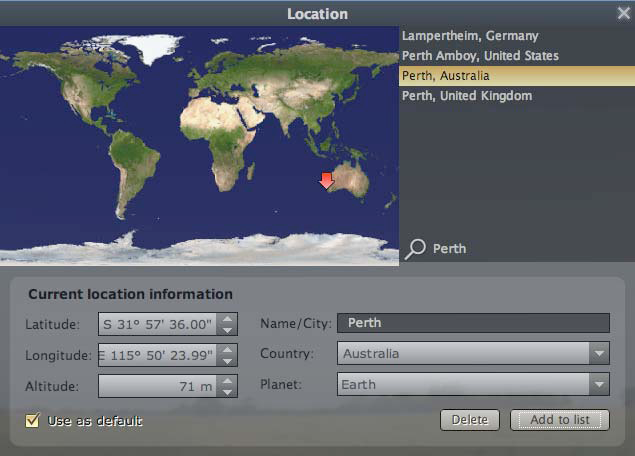 Location
Lampertheim, Germany
Perth Amboy, United States
Perth, Australia
Perth, United Kingdom
Perth
Current location information
Latitude: S 31° 57' 36.00"
Name/City: Perth
Longitude: E 115° 50' 23.99"
Country: Australia
Altitude: 71 m
Planet: Earth
Use as default
Delete
Add to list